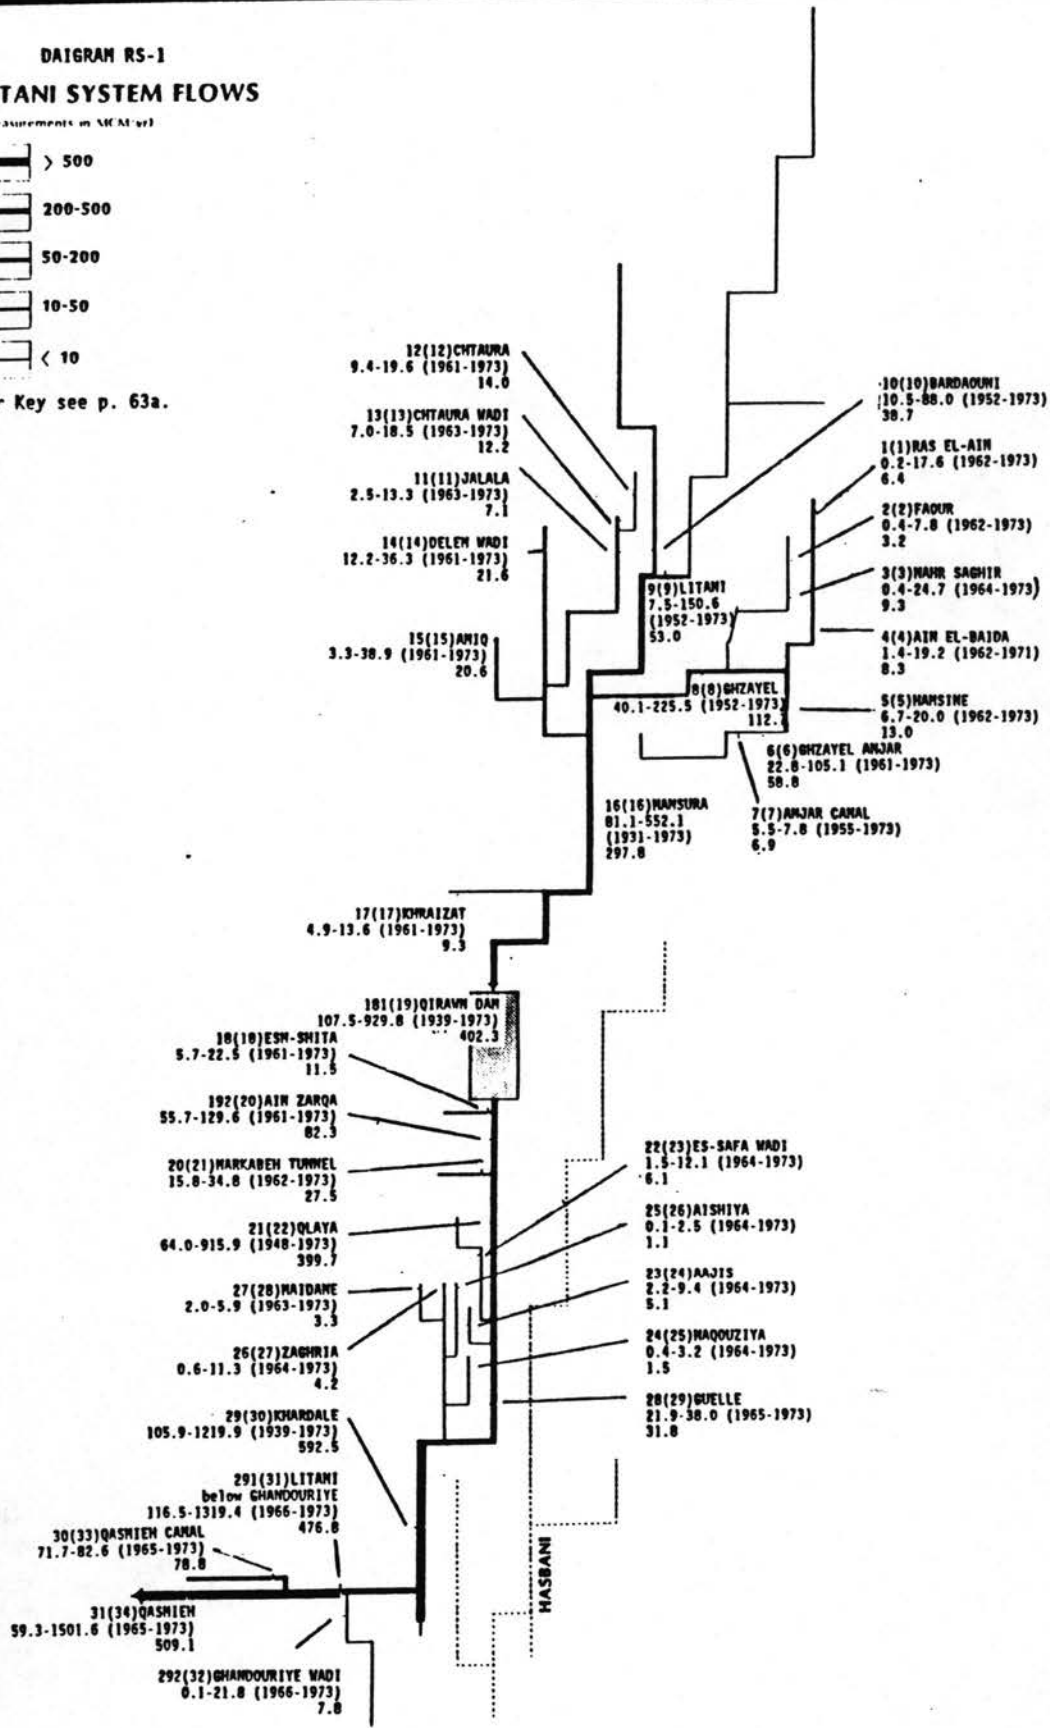 DAIGRAM RS-1
TANI SYSTEM FLOWS
asurements in MCM/yr)
> 500
200-500
50-200
10-50
< 10
r Key see p. 63a.
12(12)CHTAURA
9.4-19.6 (1961-1973)
14.0
13(13)CHTAURA WADI
7.0-18.5 (1963-1973)
12.2
11(11)JALALA
2.5-13.3 (1963-1973)
7.1
14(14)DELEM WADI
12.2-36.3 (1961-1973)
21.6
15(15)AMIQ
3.3-38.9 (1961-1973)
20.6
10(10)BARDAOUNI
10.5-88.0 (1952-1973)
38.7
1(1)RAS EL-AIN
0.2-17.6 (1962-1973)
6.4
2(2)FAOUR
0.4-7.8 (1962-1973)
3.2
3(3)NAHR SAGHIR
0.4-24.7 (1964-1973)
9.3
9(9)LITANI
7.5-150.6
(1952-1973)
53.0
4(4)AIN EL-BAIDA
1.4-19.2 (1962-1971)
8.3
8(8)GHZAYEL
40.1-225.5 (1952-1973)
112.7
5(5)HAMSINE
6.7-20.0 (1962-1973)
13.0
6(6)GHZAYEL ANJAR
22.8-105.1 (1961-1973)
58.8
7(7)ANJAR CANAL
5.5-7.8 (1955-1973)
6.9
16(16)MANSURA
81.1-552.1
(1931-1973)
297.8
17(17)KHRAIZAT
4.9-13.6 (1961-1973)
9.3
181(19)QIRAWN DAM
107.5-929.8 (1939-1973)
402.3
18(18)ESH-SHITA
5.7-22.5 (1961-1973)
11.5
192(20)AIN ZARQA
55.7-129.6 (1961-1973)
82.3
20(21)MARKABEH TUNNEL
15.8-34.8 (1962-1973)
27.5
21(22)QLAYA
64.0-915.9 (1948-1973)
399.7
27(28)MAIDANE
2.0-5.9 (1963-1973)
3.3
26(27)ZAGHRIA
0.6-11.3 (1964-1973)
4.2
29(30)KHARDALE
105.9-1219.9 (1939-1973)
592.5
22(23)ES-SAFA WADI
1.5-12.1 (1964-1973)
6.1
25(26)AISHIYA
0.1-2.5 (1964-1973)
1.1
23(24)AAJIS
2.2-9.4 (1964-1973)
5.1
24(25)NAQOUZIYA
0.4-3.2 (1964-1973)
1.5
28(29)GUELLE
21.9-38.0 (1965-1973)
31.8
291(31)LITANI
below GHANDOURIYE
116.5-1319.4 (1966-1973)
476.8
30(33)QASMIEH CANAL
71.7-82.6 (1965-1973)
78.8
31(34)QASMIEH
59.3-1501.6 (1965-1973)
509.1
292(32)GHANDOURIYE WADI
0.1-21.8 (1966-1973)
7.8
HASBANI